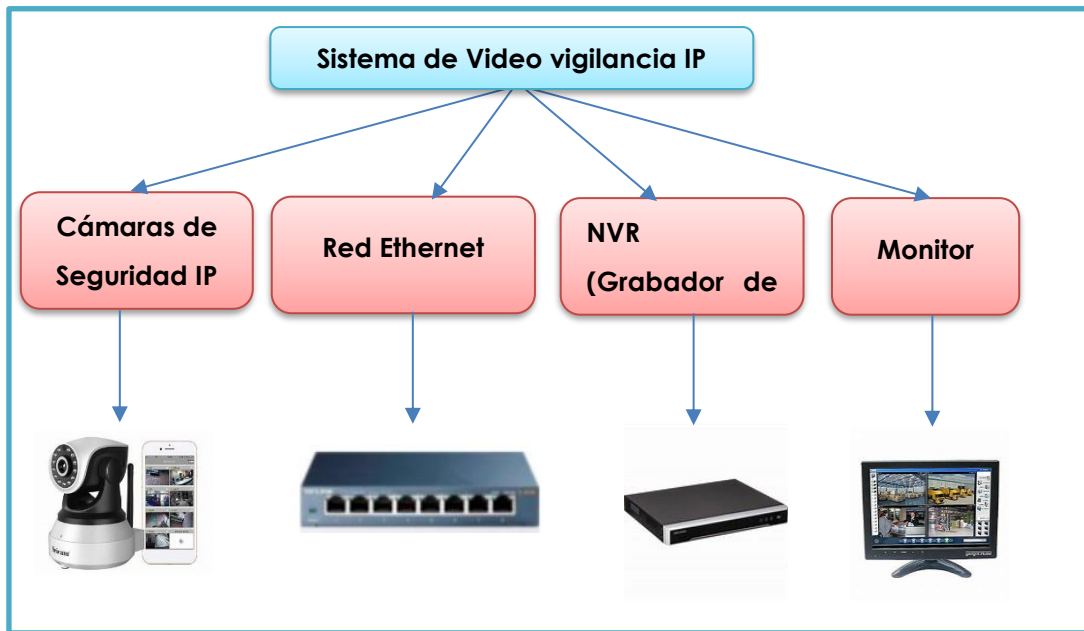 Sistema de Video vigilancia IP
Cámaras de
Seguridad IP
Red Ethernet
NVR
(Grabador de
Monitor